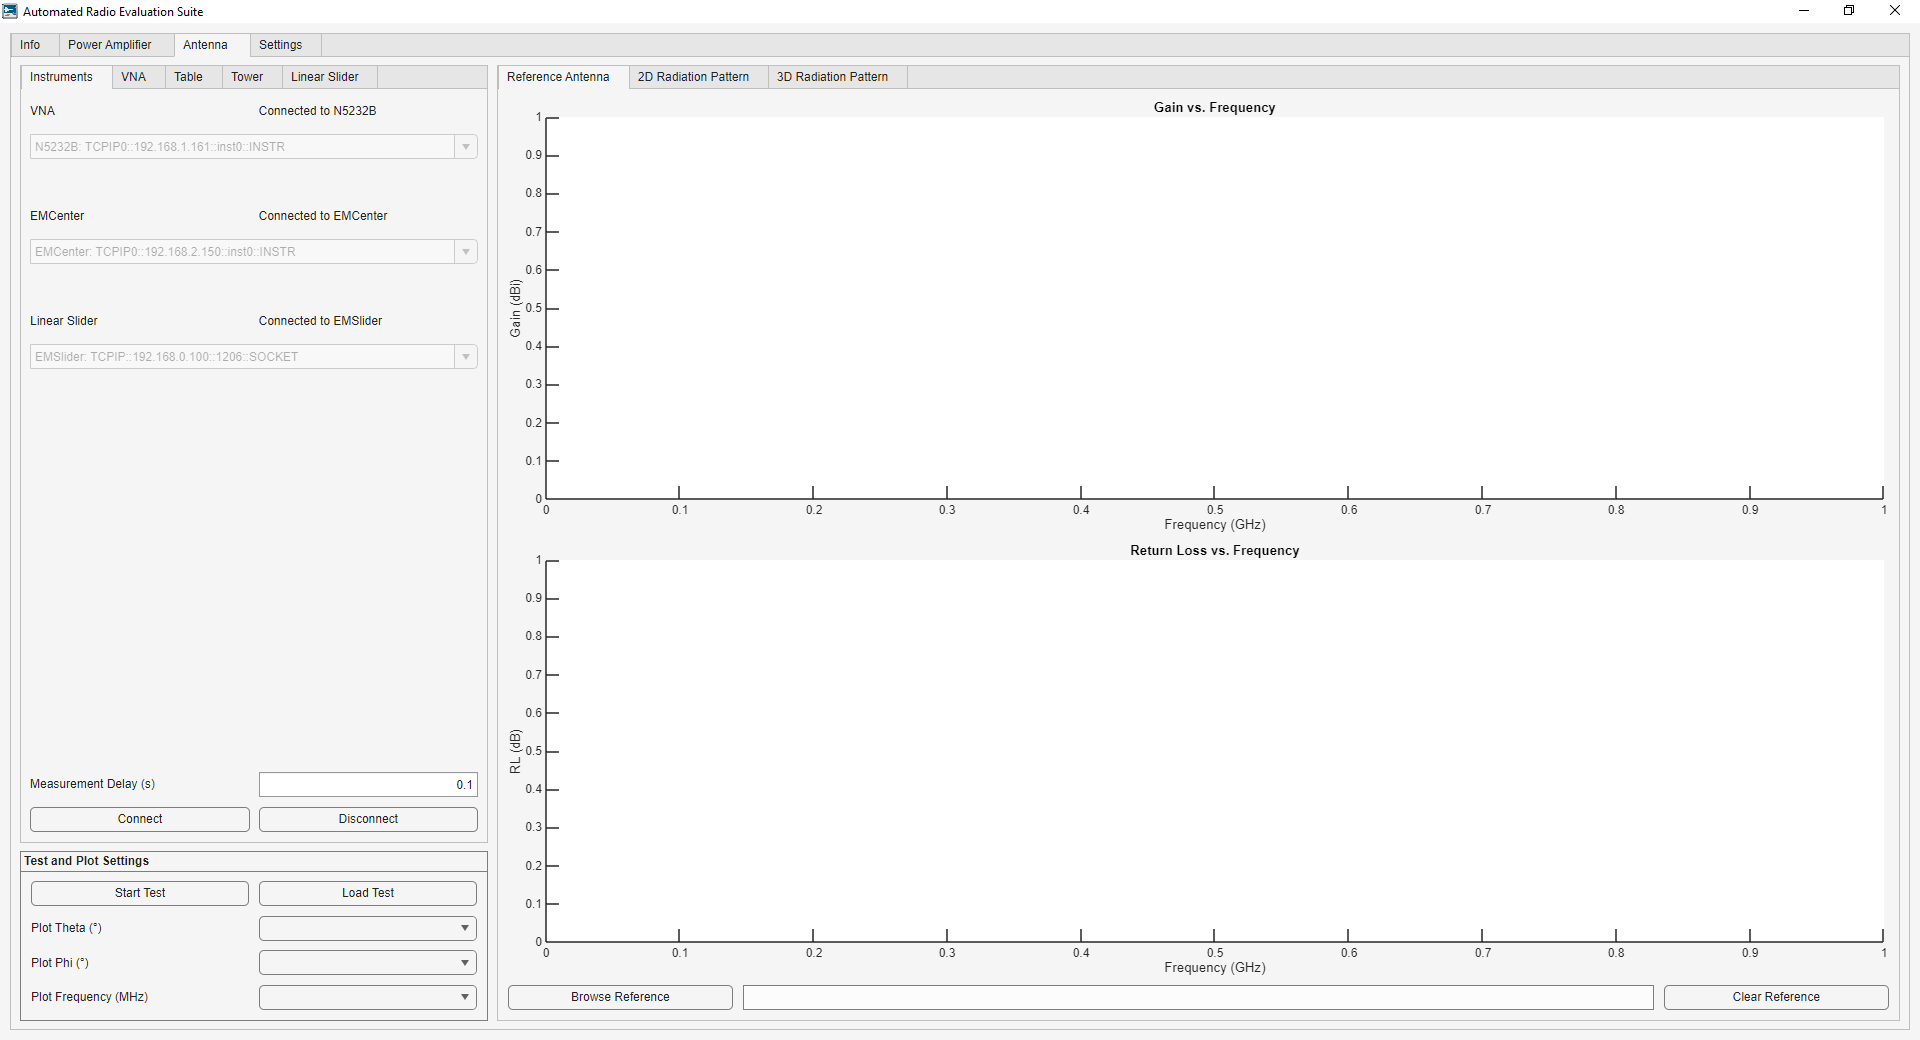 Automated Radio Evaluation Suite
Info
Power Amplifier
Antenna
Settings
Instruments
VNA
Table
Tower
Linear Slider
VNA
Connected to N5232B
N5232B: TCPIP0::192.168.1.161::inst0::INSTR
EMCenter
Connected to EMCenter
EMCenter: TCPIP0::192.168.2.150::inst0::INSTR
Linear Slider
Connected to EMSlider
EMSlider: TCPIP::192.168.0.100::1206::SOCKET
Measurement Delay (s)
0.1
Connect
Disconnect
Test and Plot Settings
Start Test
Load Test
Plot Theta (°)
Plot Phi (°)
Plot Frequency (MHz)
Reference Antenna
2D Radiation Pattern
3D Radiation Pattern
Gain vs. Frequency
Gain (dBi)
1
0.9
0.8
0.7
0.6
0.5
0.4
0.3
0.2
0.1
0
0 0.1 0.2 0.3 0.4 0.5 0.6 0.7 0.8 0.9 1
Frequency (GHz)
Return Loss vs. Frequency
RL (dB)
1
0.9
0.8
0.7
0.6
0.5
0.4
0.3
0.2
0.1
0
0 0.1 0.2 0.3 0.4 0.5 0.6 0.7 0.8 0.9 1
Frequency (GHz)
Browse Reference
Clear Reference